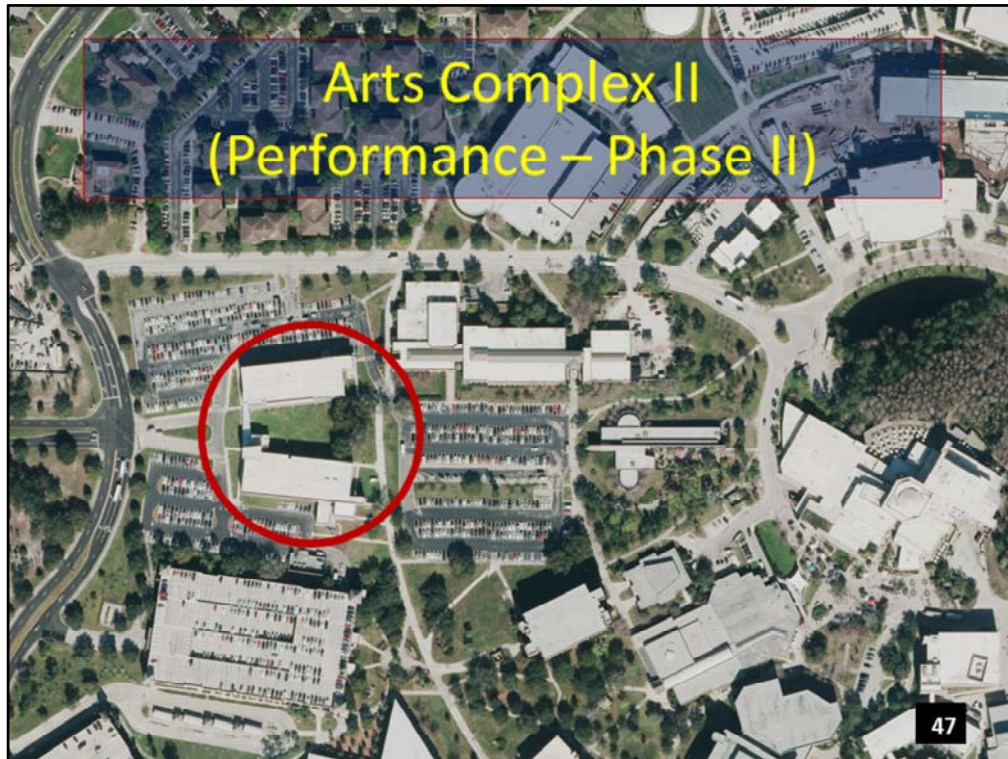 Arts Complex II
(Performance – Phase II)
47